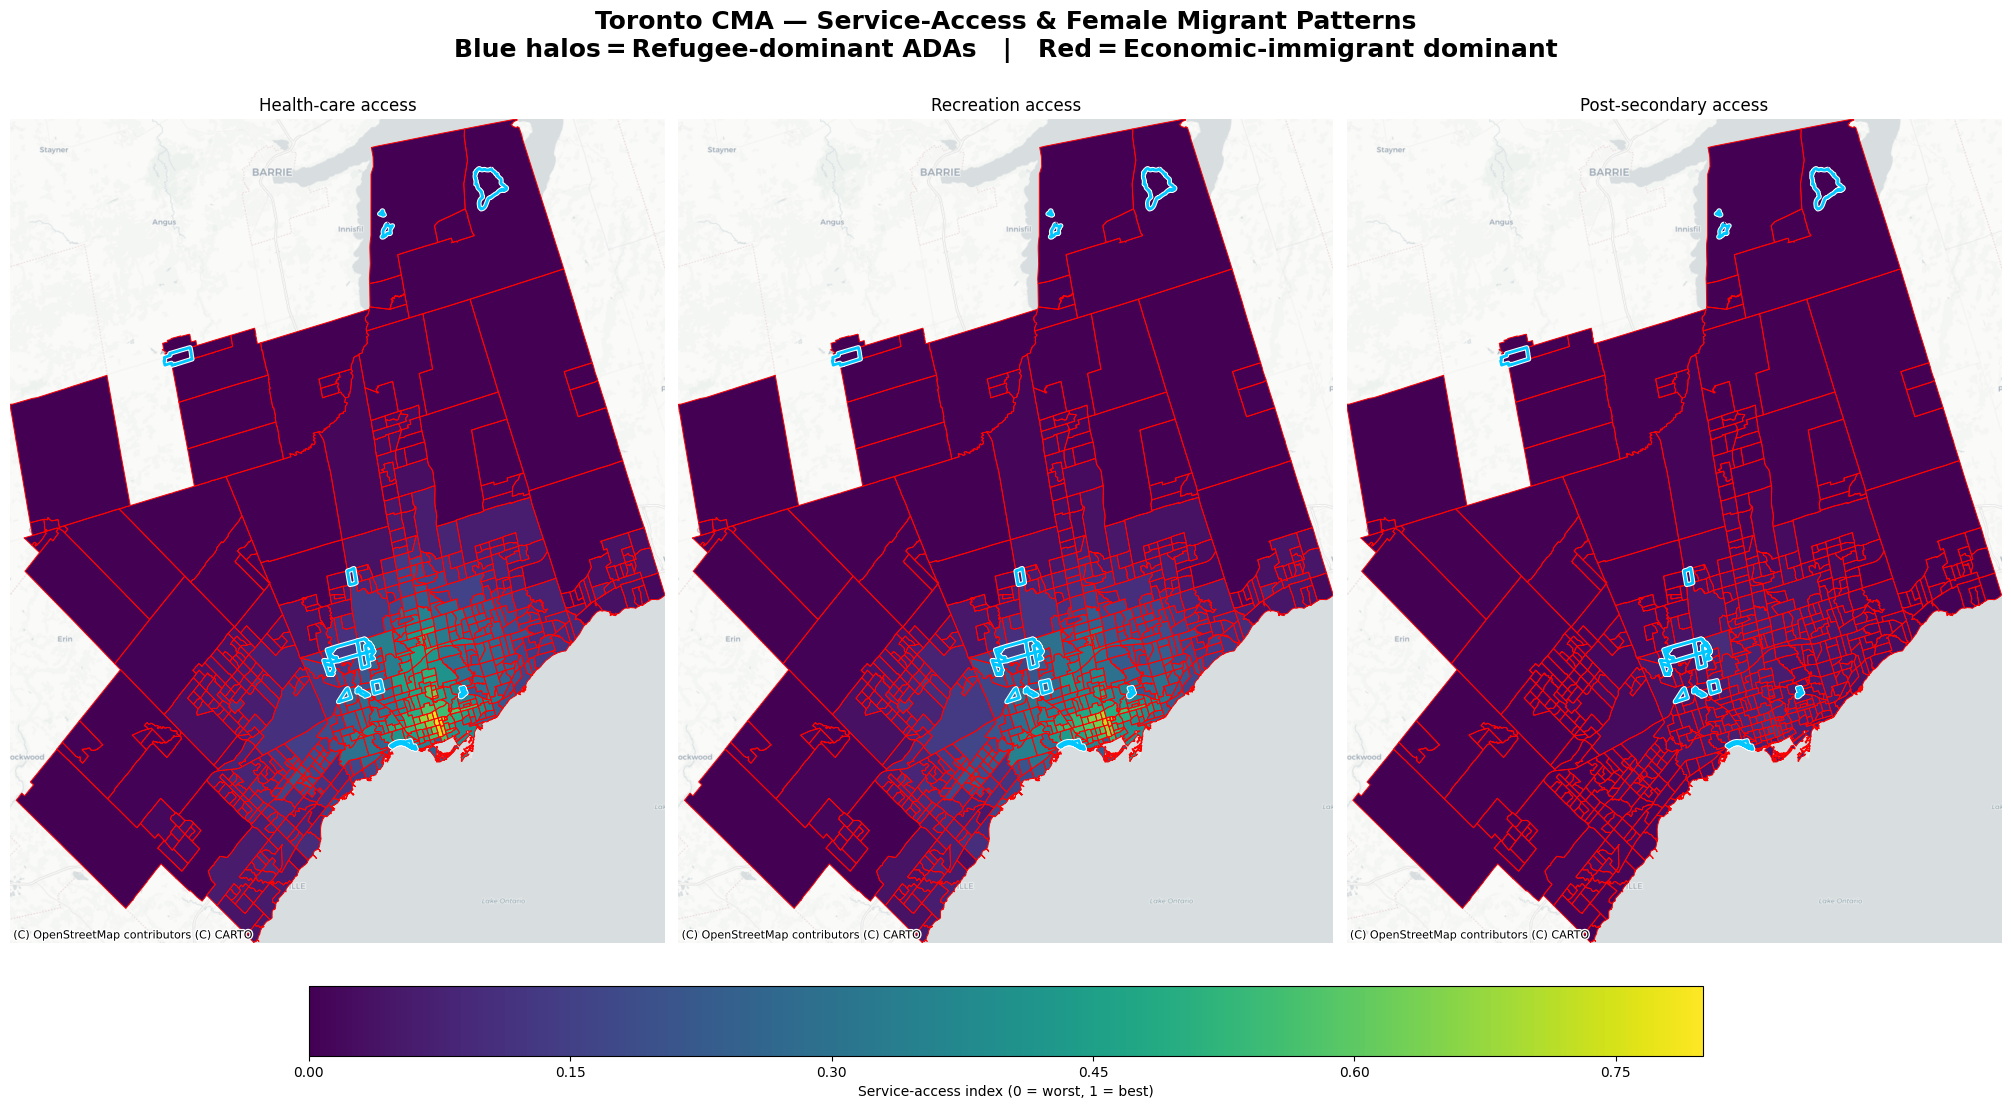 Toronto CMA — Service-Access & Female Migrant Patterns
Blue halos = Refugee-dominant ADAs | Red = Economic-immigrant dominant
Health-care access
Recreation access
Post-secondary access
Stayner
BARRIE
Angus
Innisfil
Erin
ockwood
LLE
Lake Ontario
(C) OpenStreetMap contributors (C) CARTO
Stayner
BARRIE
Angus
Innisfil
Erin
ockwood
LLE
Lake Ontario
(C) OpenStreetMap contributors (C) CARTO
Stayner
BARRIE
Angus
Innisfil
Erin
ockwood
LLE
Lake Ontario
(C) OpenStreetMap contributors (C) CARTO
0.00 0.15 0.30 0.45 0.60 0.75
Service-access index (0 = worst, 1 = best)